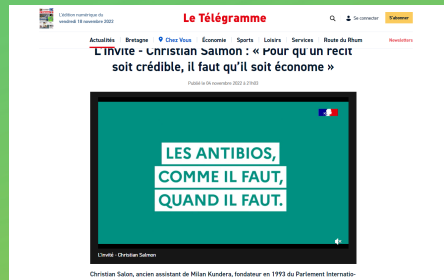 L'édition numérique du
vendredi 18 novembre 2022
Le Télégramme
Se connecter
S'abonner
Actualités Bretagne Chez Vous Économie Sports Loisirs Services Route du Rhum Newsletters
L'Invité - Christian Salmon : « Pour qu'un récit
soit crédible, il faut qu'il soit économe »
Publié le 04 novembre 2022 à 21h03
LES ANTIBIOS,
COMME IL FAUT,
QUAND IL FAUT.
L'invité - Christian Salmon
Christian Salon, ancien assistant de Milan Kundera, fondateur en 1993 du Parlement Internatio-